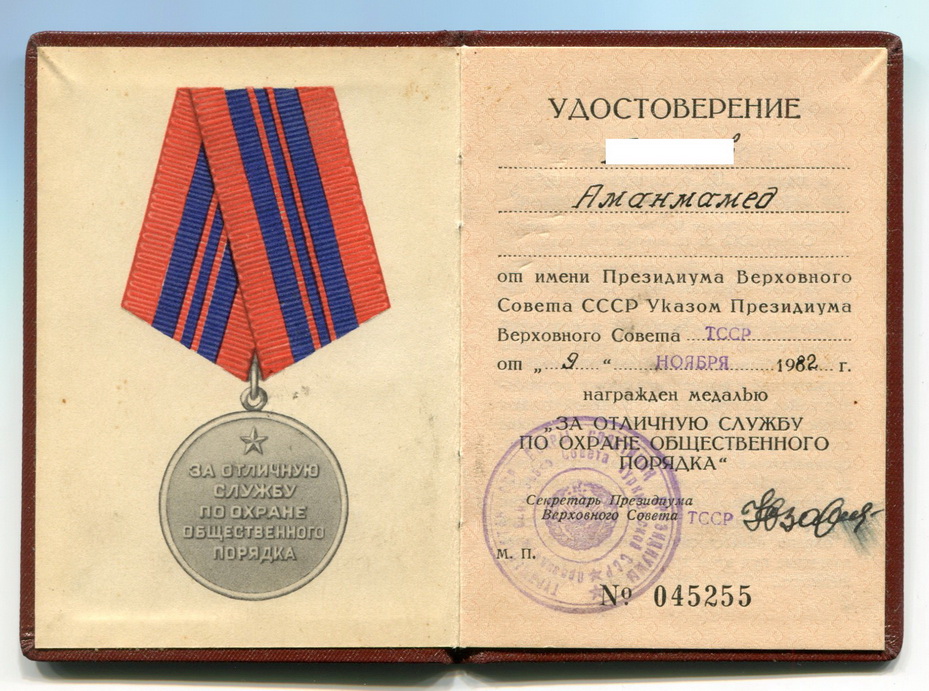 ЗА ОТЛИЧНУЮ
СЛУЖБУ
ПО ОХРАНЕ
ОБЩЕСТВЕННОГО
ПОРЯДКА
УДОСТОВЕРЕНИЕ
Аманмамед
от имени Президиума Верховного
Совета СССР Указом Президиума
Верховного Совета ТССР
от „ 9 “ НОЯБРЯ 1982 г.
награжден медалью
„ЗА ОТЛИЧНУЮ СЛУЖБУ
ПО ОХРАНЕ ОБЩЕСТВЕННОГО
ПОРЯДКА“
Секретарь Президиума
Верховного Совета ТССР
М. П.
№ 045255